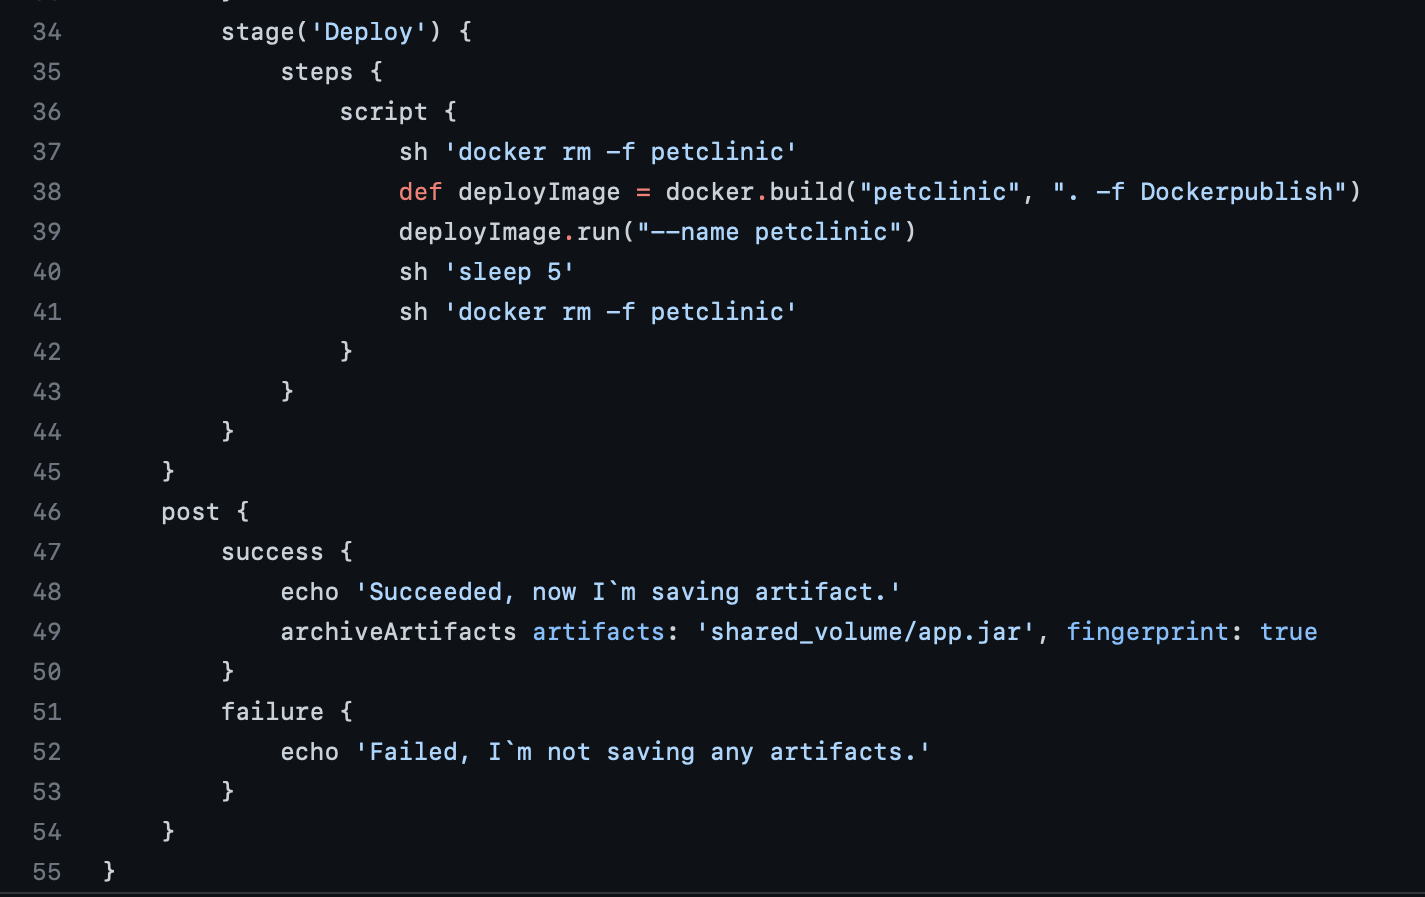 34 stage('Deploy') {
35 steps {
36 script {
37 sh 'docker rm -f petclinic'
38 def deployImage = docker.build("petclinic", ". -f Dockerpublish")
39 deployImage.run("--name petclinic")
40 sh 'sleep 5'
41 sh 'docker rm -f petclinic'
42 }
43 }
44 }
45 }
46 post {
47 success {
48 echo 'Succeeded, now I`m saving artifact.'
49 archiveArtifacts artifacts: 'shared_volume/app.jar', fingerprint: true
50 }
51 failure {
52 echo 'Failed, I`m not saving any artifacts.'
53 }
54 }
55 }